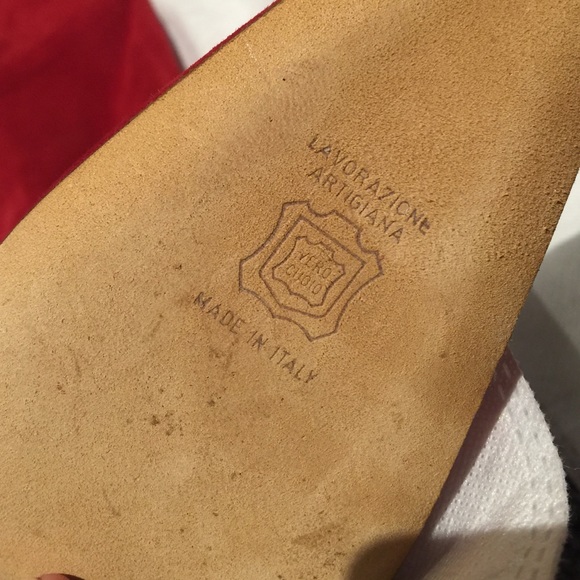 LAVORAZIONE
ARTIGIANA
VERO
CUOIO
MADE IN ITALY